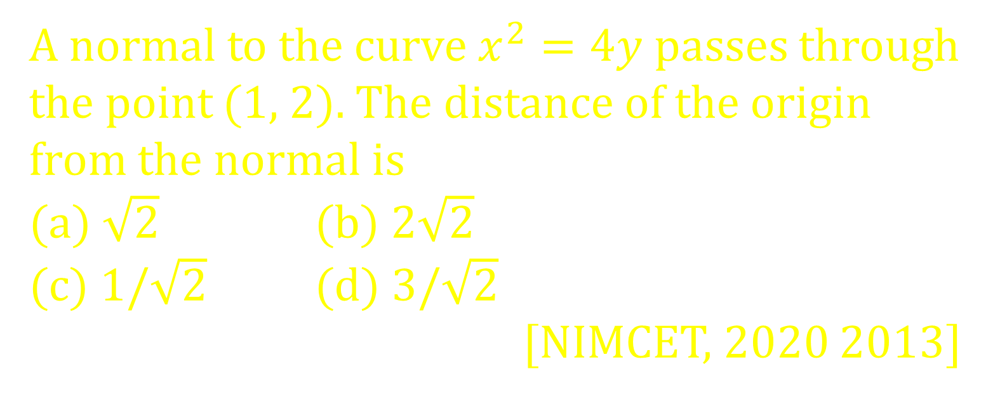 A normal to the curve x² = 4y passes through
the point (1, 2). The distance of the origin
from the normal is
(a) √2 (b) 2√2
(c) 1/√2 (d) 3/√2
[NIMCET, 2020 2013]